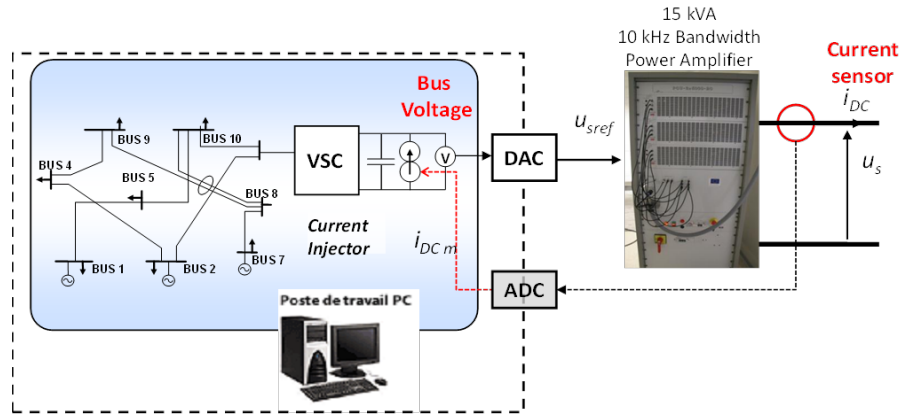 15 kVA
10 kHz Bandwidth
Power Amplifier
Current
sensor
Bus
Voltage
BUS 9
BUS 10
BUS 4
BUS 5
BUS 8
BUS 1
BUS 2
BUS 7
VSC
V
Current
Injector
i_DC m
DAC
u_sref
i_DC
u_s
ADC
Poste de travail PC